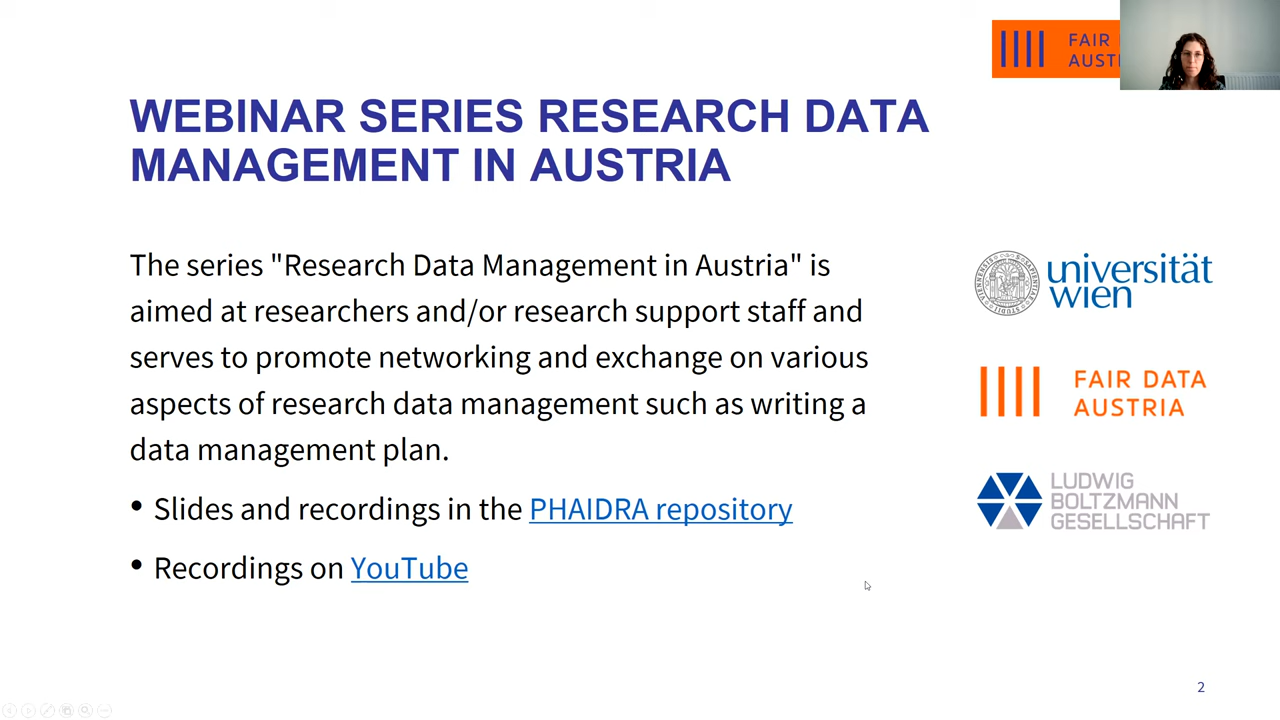 FAIR
AUST
WEBINAR SERIES RESEARCH DATA
MANAGEMENT IN AUSTRIA
The series "Research Data Management in Austria" is
aimed at researchers and/or research support staff and
serves to promote networking and exchange on various
aspects of research data management such as writing a
data management plan.
• Slides and recordings in the PHAIDRA repository
• Recordings on YouTube
universität
wien
FAIR DATA
AUSTRIA
LUDWIG
BOLTZMANN
GESELLSCHAFT
2